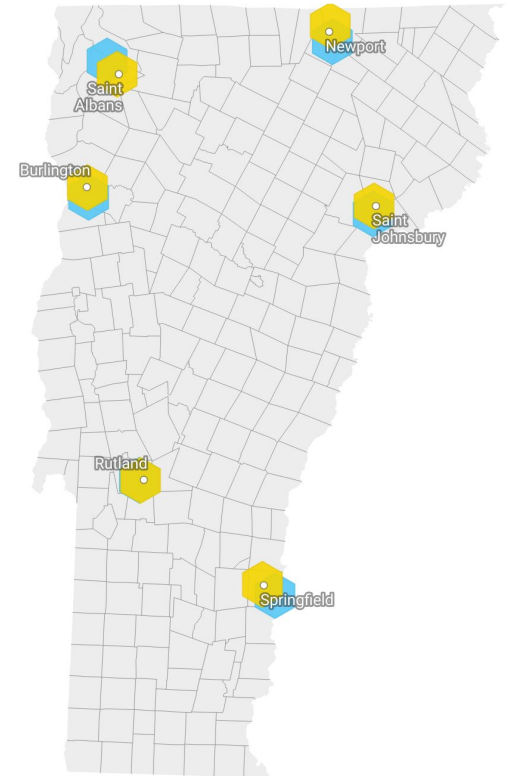 Newport
Saint
Albans
Burlington
Saint
Johnsbury
Rutland
Springfield